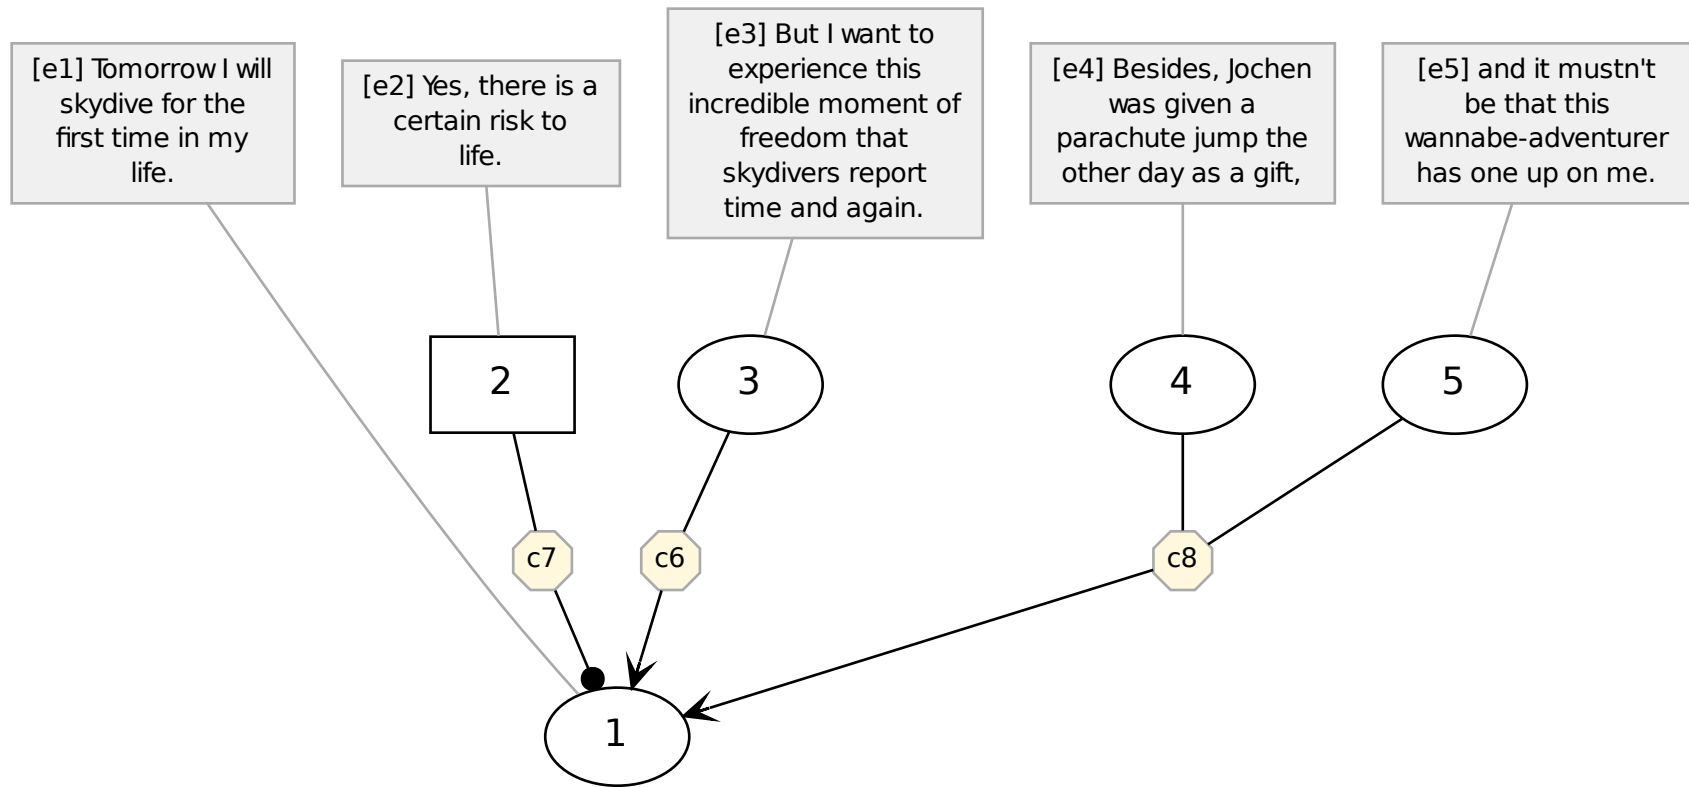 [e1] Tomorrow I will
skydive for the
first time in my
life.
[e2] Yes, there is a
certain risk to
life.
[e3] But I want to
experience this
incredible moment of
freedom that
skydivers report
time and again.
[e4] Besides, Jochen
was given a
parachute jump the
other day as a gift,
[e5] and it mustn't
be that this
wannabe-adventurer
has one up on me.
2
3
4
5
c7
c6
c8
1